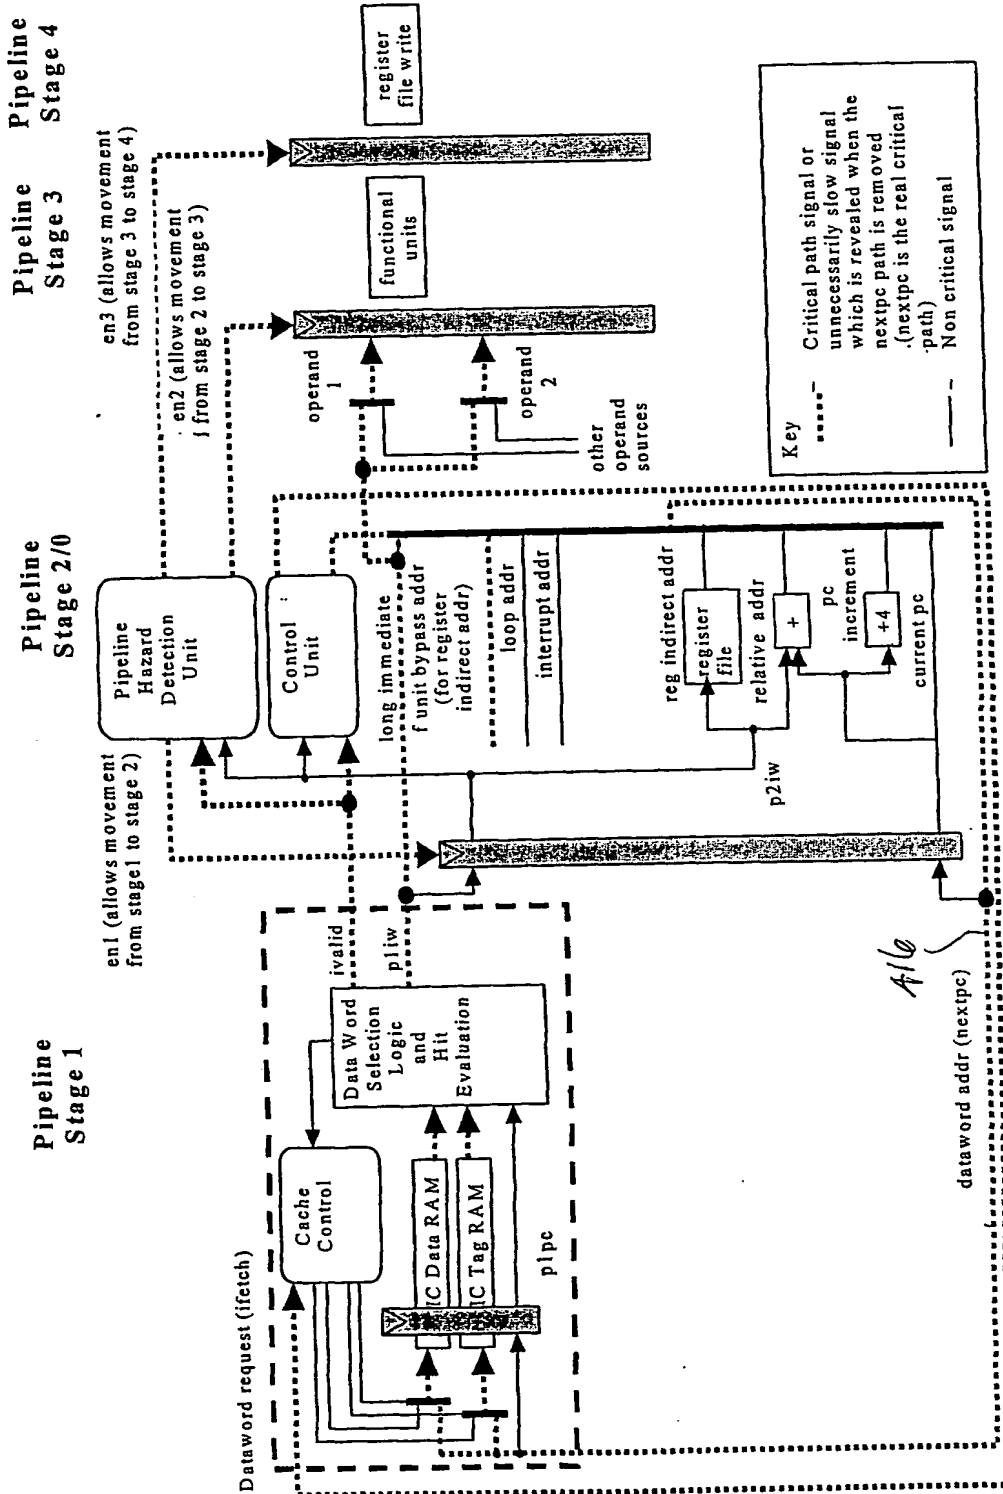 Pipeline
Stage 1
Pipeline
Stage 2/0
Pipeline
Stage 3
Pipeline
Stage 4
Dataword request (ifetch)
Cache
Control
IC Data RAM
IC Tag RAM
p1pc
Data Word
Selection
Logic
and
Hit
Evaluation
ivalid
p1iw
en1 (allows movement
from stage1 to stage 2)
Pipeline
Hazard
Detection
Unit
Control
Unit
en3 (allows movement
from stage 3 to stage 4)
en2 (allows movement
from stage 2 to stage 3)
long immediate
f unit bypass addr
(for register
indirect addr)
loop addr
interrupt addr
reg indirect addr
register
file
relative addr
+
pc
increment
+4
current pc
p2iw
operand
1
operand
2
other
operand
sources
functional
units
register
file write
dataword addr (nextpc)
416
Key
Critical path signal or
unnecessarily slow signal
which is revealed when the
nextpc path is removed
.(nextpc is the real critical
path)
Non critical signal